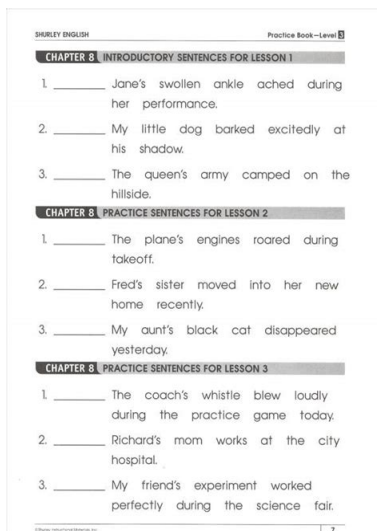 SHURLEY ENGLISH Practice Book—Level 3
CHAPTER 8 INTRODUCTORY SENTENCES FOR LESSON 1
1. ________ Jane's swollen ankle ached during
her performance.
2. ________ My little dog barked excitedly at
his shadow.
3. ________ The queen's army camped on the
hillside.
CHAPTER 8 PRACTICE SENTENCES FOR LESSON 2
1. ________ The plane's engines roared during
takeoff.
2. ________ Fred's sister moved into her new
home recently.
3. ________ My aunt's black cat disappeared
yesterday.
CHAPTER 8 PRACTICE SENTENCES FOR LESSON 3
1. ________ The coach's whistle blew loudly
during the practice game today.
2. ________ Richard's mom works at the city
hospital.
3. ________ My friend's experiment worked
perfectly during the science fair.
7